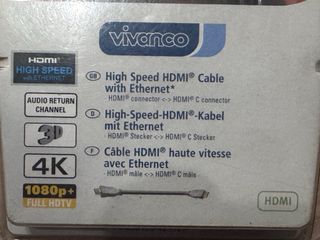 vivanco
HDMI®
HIGH SPEED
with ETHERNET
AUDIO RETURN
CHANNEL
3D
4K
1080p+
FULL HDTV
GB High Speed HDMI® Cable
with Ethernet*
- HDMI® connector <-> HDMI® C connector
D High-Speed-HDMI®-Kabel
mit Ethernet
HDMI® Stecker <-> HDMI® C Stecker
F Câble HDMI® haute vitesse
avec Ethernet
- HDMI® mâle <-> HDMI® C mâle
HDMI